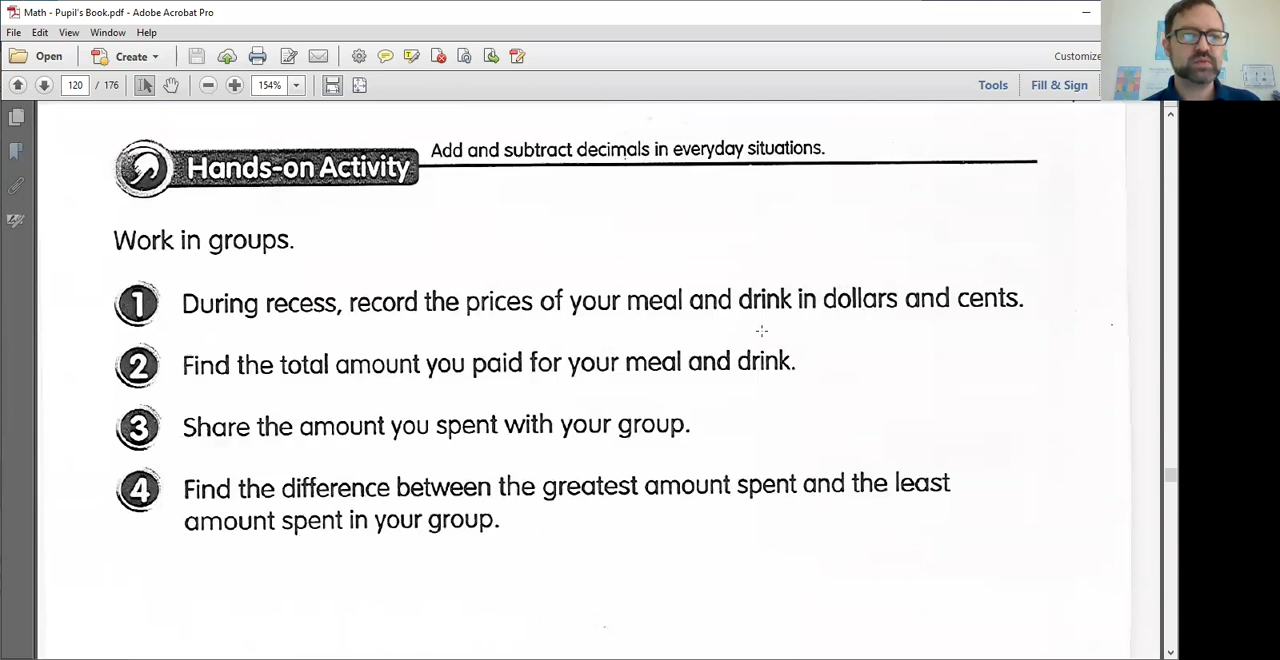 Math - Pupil's Book.pdf - Adobe Acrobat Pro
File Edit View Window Help
Open Create Customize
120 / 176 154% Tools Fill & Sign
Hands-on Activity Add and subtract decimals in everyday situations.
Work in groups.
1 During recess, record the prices of your meal and drink in dollars and cents.
2 Find the total amount you paid for your meal and drink.
3 Share the amount you spent with your group.
4 Find the difference between the greatest amount spent and the least
amount spent in your group.